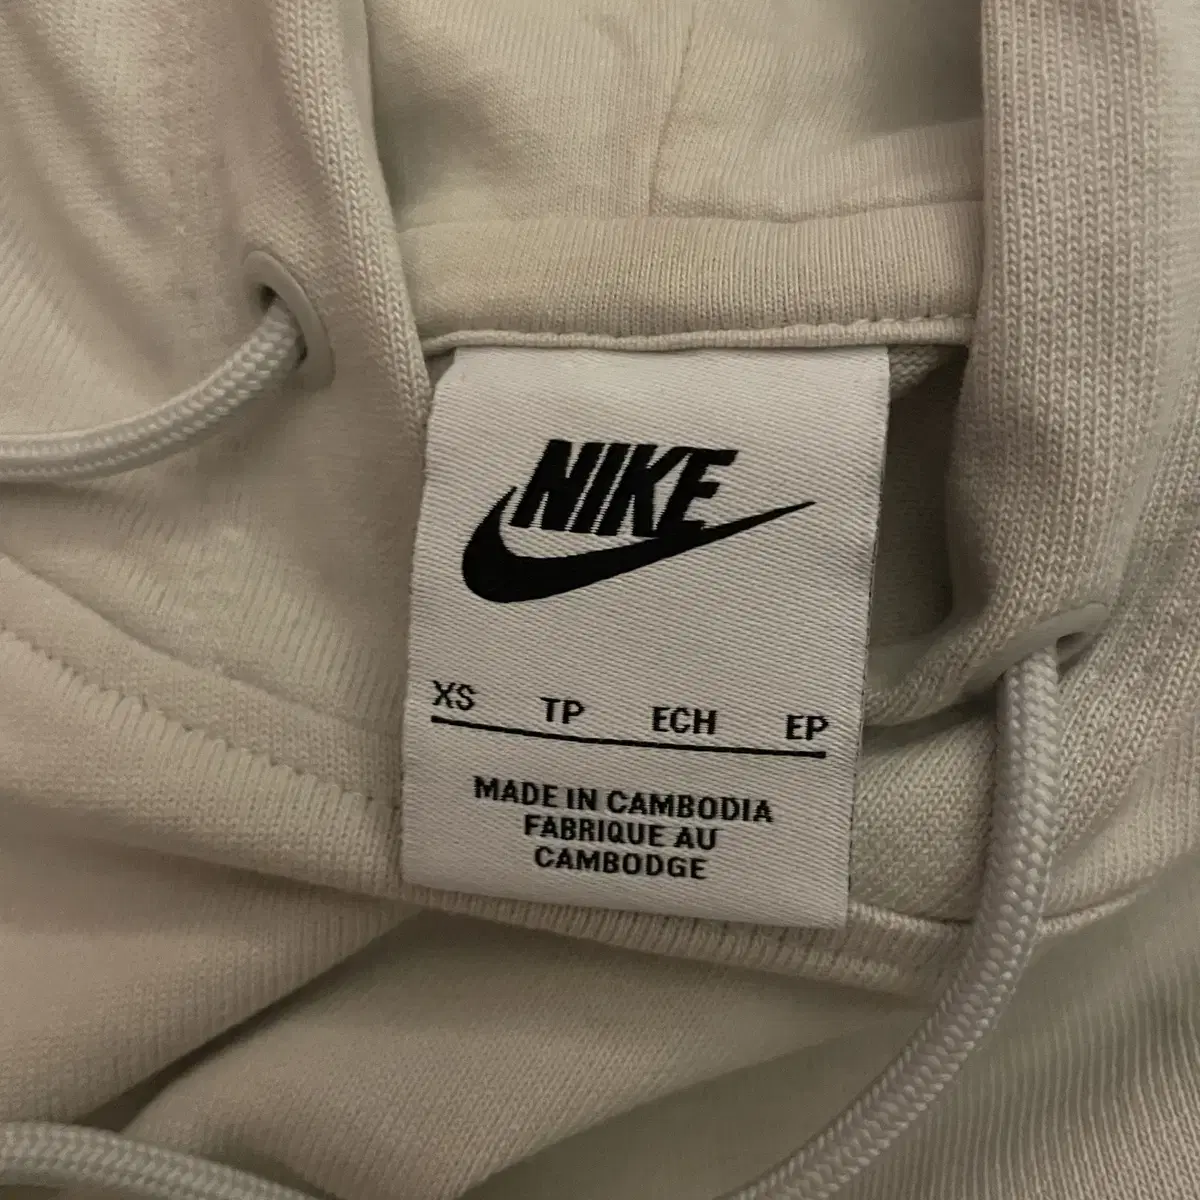 NIKE
XS TP ECH EP
MADE IN CAMBODIA
FABRIQUE AU
CAMBODGE